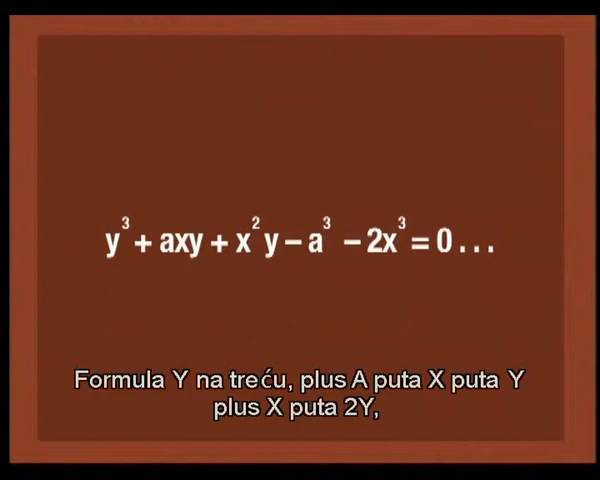 y³ + axy + x²y – a³ – 2x³ = 0 . . .
Formula Y na treću, plus A puta X puta Y
plus X puta 2Y,